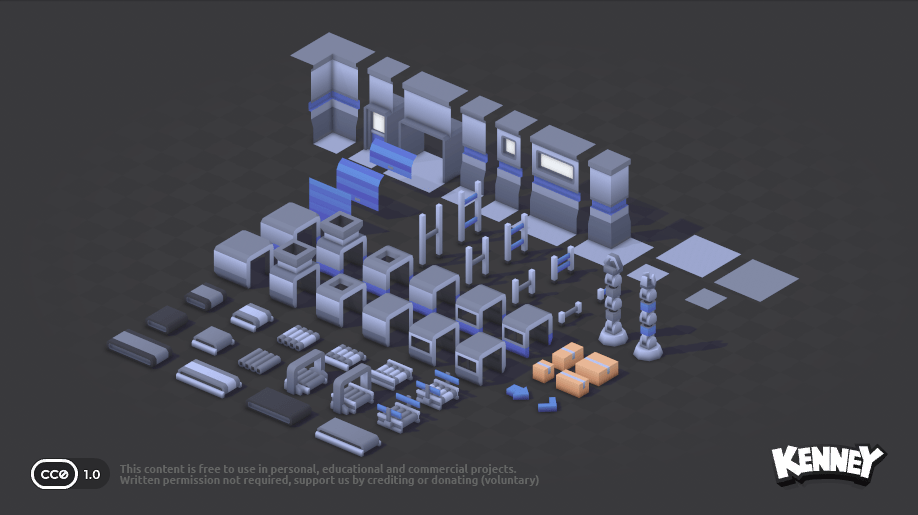 CC0 1.0
This content is free to use in personal, educational and commercial projects.
Written permission not required, support us by crediting or donating (voluntary)
KENNEY